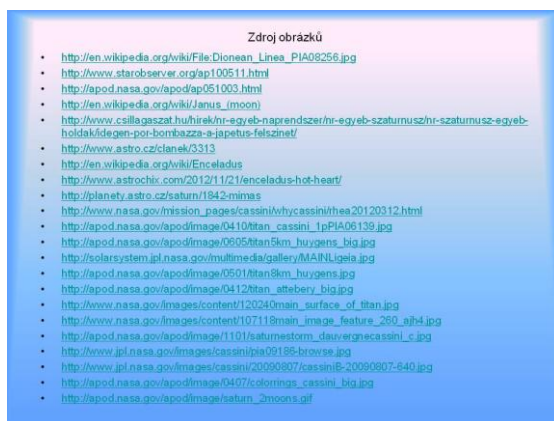 Zdroj obrázků
• http://en.wikipedia.org/wiki/File:Dionean_Linea_PIA08256.jpg
• http://www.starobserver.org/ap100511.html
• http://apod.nasa.gov/apod/ap051003.html
• http://en.wikipedia.org/wiki/Janus_(moon)
• http://www.csillagaszat.hu/hirek/nr-egyeb-naprendszer/nr-egyeb-szaturnusz/nr-szaturnusz-egyeb-
holdak/idegen-por-bombazza-a-japetus-felszinet/
• http://www.astro.cz/clanek/3313
• http://en.wikipedia.org/wiki/Enceladus
• http://www.astrochix.com/2012/11/21/enceladus-hot-heart/
• http://planety.astro.cz/saturn/1842-mimas
• http://www.nasa.gov/mission_pages/cassini/whycassini/rhea20120312.html
• http://apod.nasa.gov/apod/image/0410/titan_cassini_1pPIA06139.jpg
• http://apod.nasa.gov/apod/image/0605/titan5km_huygens_big.jpg
• http://solarsystem.jpl.nasa.gov/multimedia/gallery/MAINLigeia.jpg
• http://apod.nasa.gov/apod/image/0501/titan8km_huygens.jpg
• http://apod.nasa.gov/apod/image/0412/titan_attebery_big.jpg
• http://www.nasa.gov/images/content/120240main_surface_of_titan.jpg
• http://www.nasa.gov/images/content/107118main_image_feature_260_ajh4.jpg
• http://apod.nasa.gov/apod/image/1101/saturnestorm_dauvergnecassini_c.jpg
• http://www.jpl.nasa.gov/images/cassini/pia09186-browse.jpg
• http://www.jpl.nasa.gov/images/cassini/20090807/cassiniB-20090807-640.jpg
• http://apod.nasa.gov/apod/image/0407/colorrings_cassini_big.jpg
• http://apod.nasa.gov/apod/image/saturn_2moons.gif